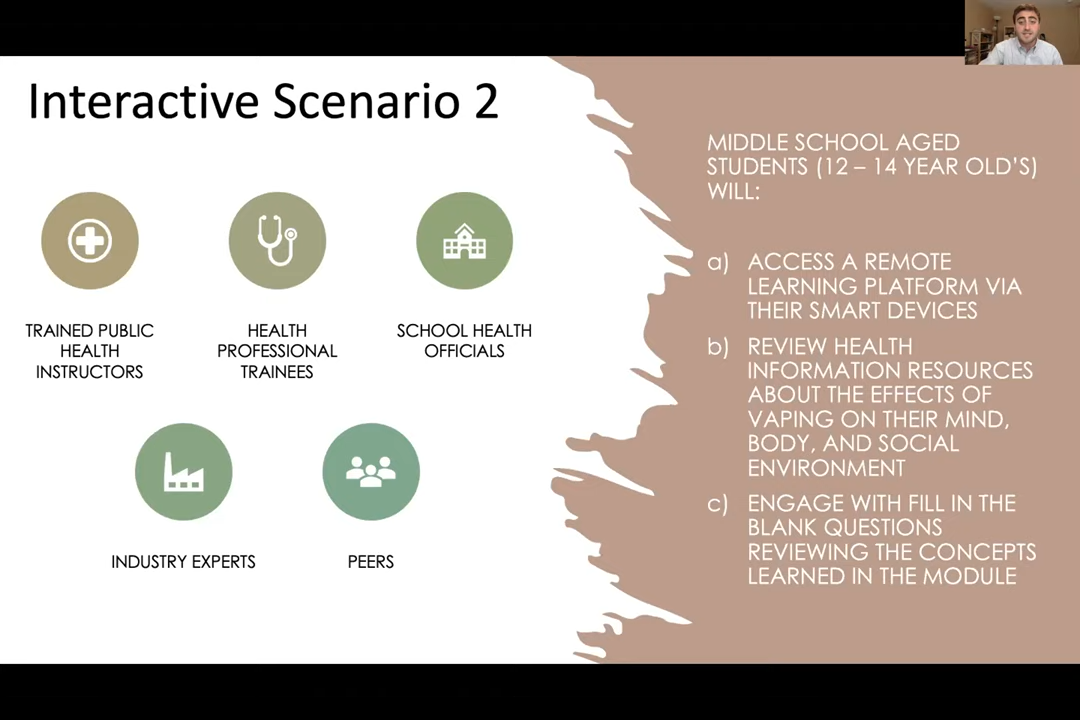 Interactive Scenario 2
TRAINED PUBLIC
HEALTH
INSTRUCTORS
HEALTH
PROFESSIONAL
TRAINEES
SCHOOL HEALTH
OFFICIALS
INDUSTRY EXPERTS
PEERS
MIDDLE SCHOOL AGED
STUDENTS (12 – 14 YEAR OLD'S)
WILL:
a) ACCESS A REMOTE
LEARNING PLATFORM VIA
THEIR SMART DEVICES
b) REVIEW HEALTH
INFORMATION RESOURCES
ABOUT THE EFFECTS OF
VAPING ON THEIR MIND,
BODY, AND SOCIAL
ENVIRONMENT
c) ENGAGE WITH FILL IN THE
BLANK QUESTIONS
REVIEWING THE CONCEPTS
LEARNED IN THE MODULE